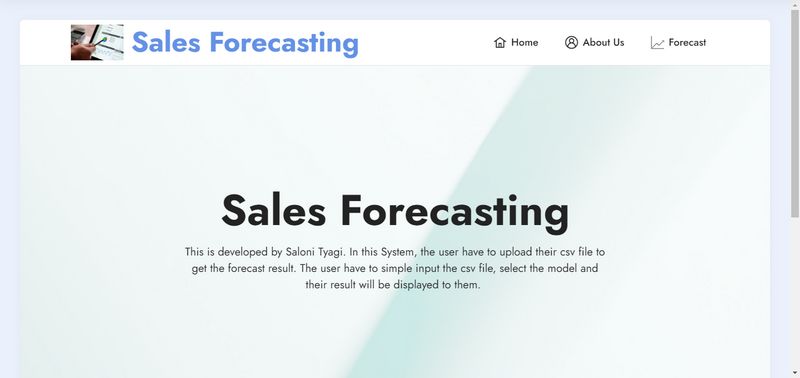 Sales Forecasting
Home
About Us
Forecast
Sales Forecasting
This is developed by Saloni Tyagi. In this System, the user have to upload their csv file to
get the forecast result. The user have to simple input the csv file, select the model and
their result will be displayed to them.